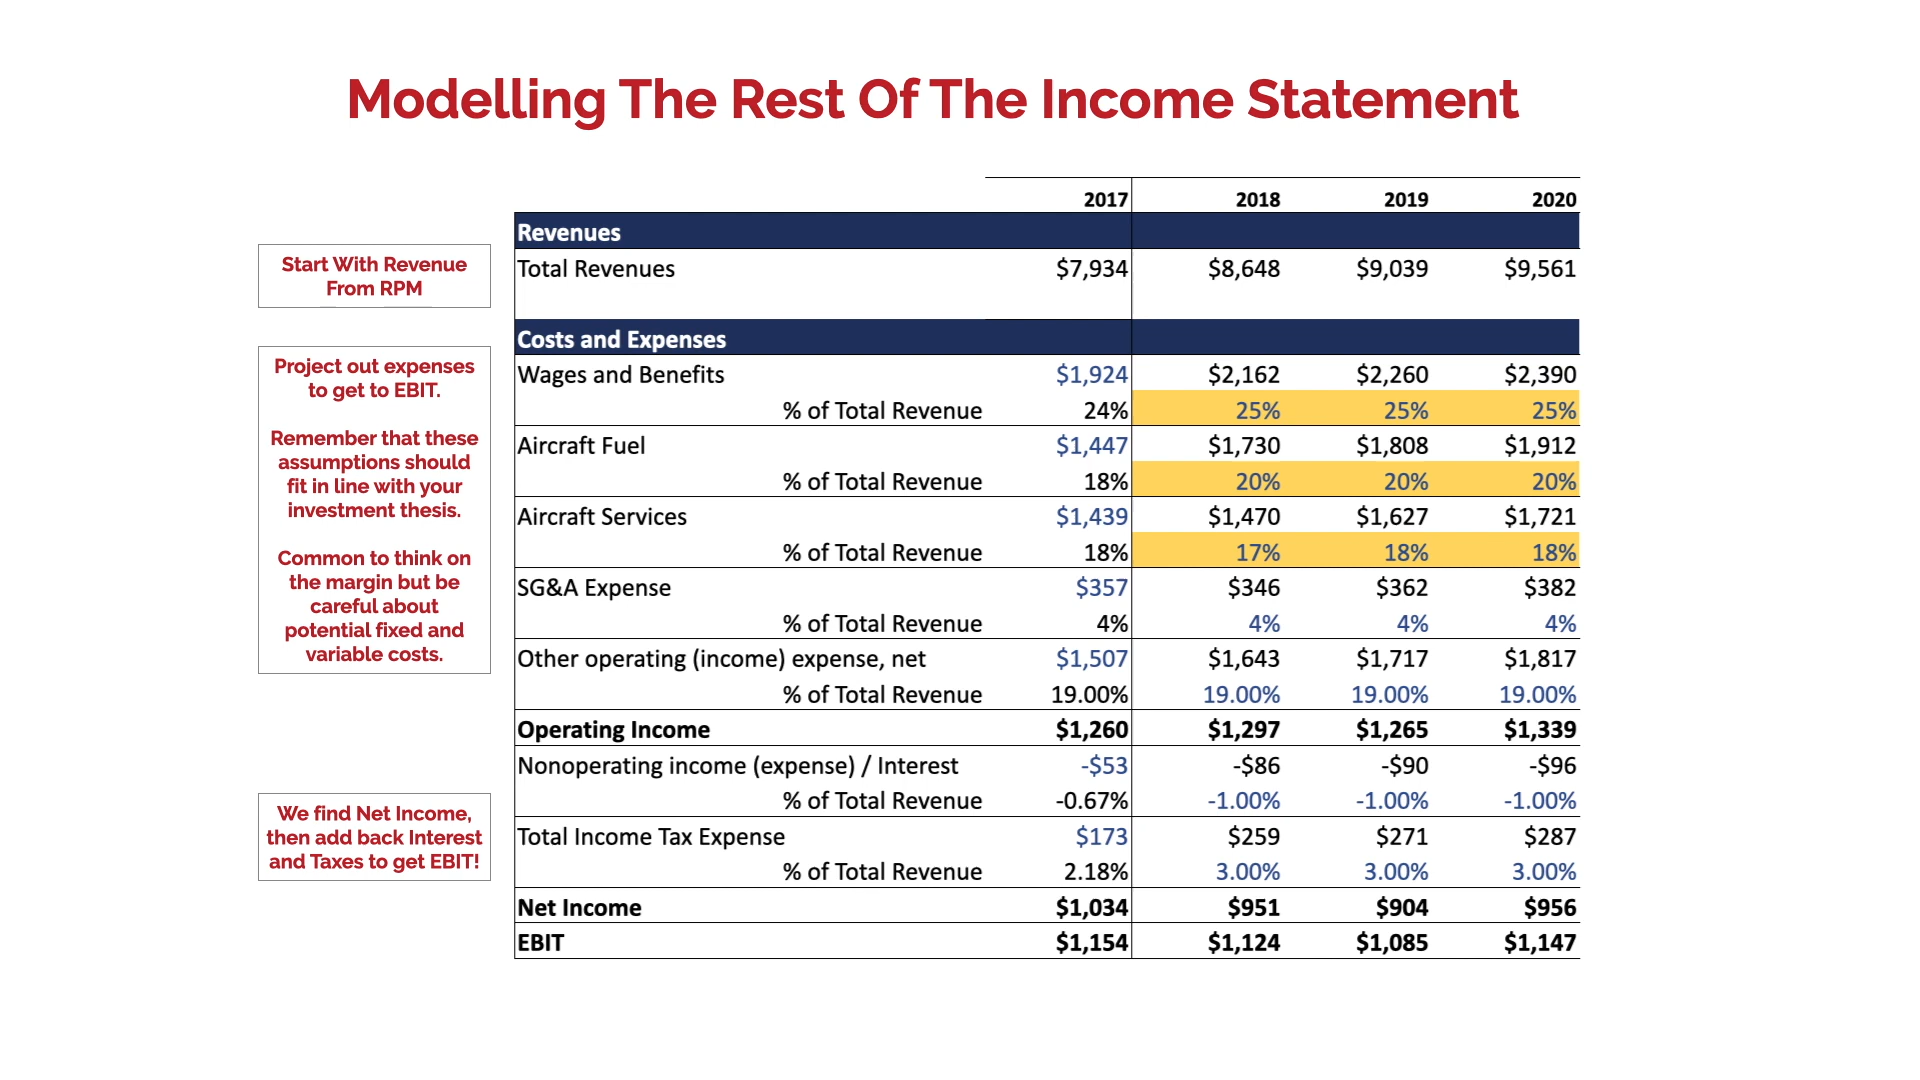 Modelling The Rest Of The Income Statement
2017 2018 2019 2020
Revenues
Start With Revenue
From RPM
Total Revenues $7,934 $8,648 $9,039 $9,561
Costs and Expenses
Project out expenses
to get to EBIT.
Remember that these
assumptions should
fit in line with your
investment thesis.
Common to think on
the margin but be
careful about
potential fixed and
variable costs.
Wages and Benefits $1,924 $2,162 $2,260 $2,390
% of Total Revenue 24% 25% 25% 25%
Aircraft Fuel $1,447 $1,730 $1,808 $1,912
% of Total Revenue 18% 20% 20% 20%
Aircraft Services $1,439 $1,470 $1,627 $1,721
% of Total Revenue 18% 17% 18% 18%
SG&A Expense $357 $346 $362 $382
% of Total Revenue 4% 4% 4% 4%
Other operating (income) expense, net $1,507 $1,643 $1,717 $1,817
% of Total Revenue 19.00% 19.00% 19.00% 19.00%
Operating Income $1,260 $1,297 $1,265 $1,339
Nonoperating income (expense) / Interest -$53 -$86 -$90 -$96
% of Total Revenue -0.67% -1.00% -1.00% -1.00%
We find Net Income,
then add back Interest
and Taxes to get EBIT!
Total Income Tax Expense $173 $259 $271 $287
% of Total Revenue 2.18% 3.00% 3.00% 3.00%
Net Income $1,034 $951 $904 $956
EBIT $1,154 $1,124 $1,085 $1,147